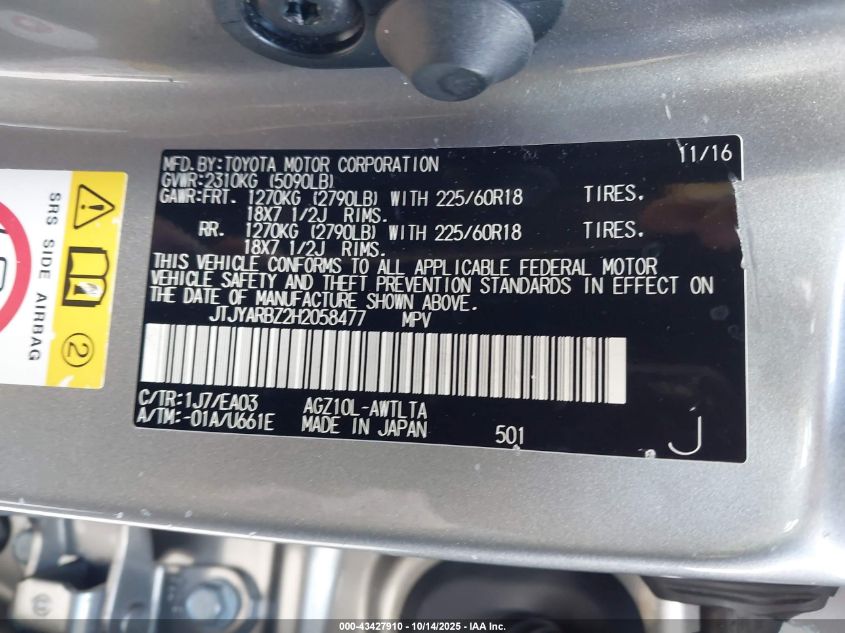 MFD. BY: TOYOTA MOTOR CORPORATION 11/16
GVWR: 2310KG (5090LB)
GAWR: FRT. 1270KG (2790LB) WITH 225/60R18 TIRES.
18X7 1/2J RIMS.
RR. 1270KG (2790LB) WITH 225/60R18 TIRES.
18X7 1/2J RIMS.
THIS VEHICLE CONFORMS TO ALL APPLICABLE FEDERAL MOTOR
VEHICLE SAFETY AND THEFT PREVENTION STANDARDS IN EFFECT ON
THE DATE OF MANUFACTURE SHOWN ABOVE.
JTJYARBZ2H2058477 MPV
C/TR: 1J7/EA03 AGZ10L-AWTLTA
A/TM: -01A/U661E MADE IN JAPAN 501 J
SRS SIDE AIRBAG
2
000-43427910 - 10/14/2025 - IAA Inc.